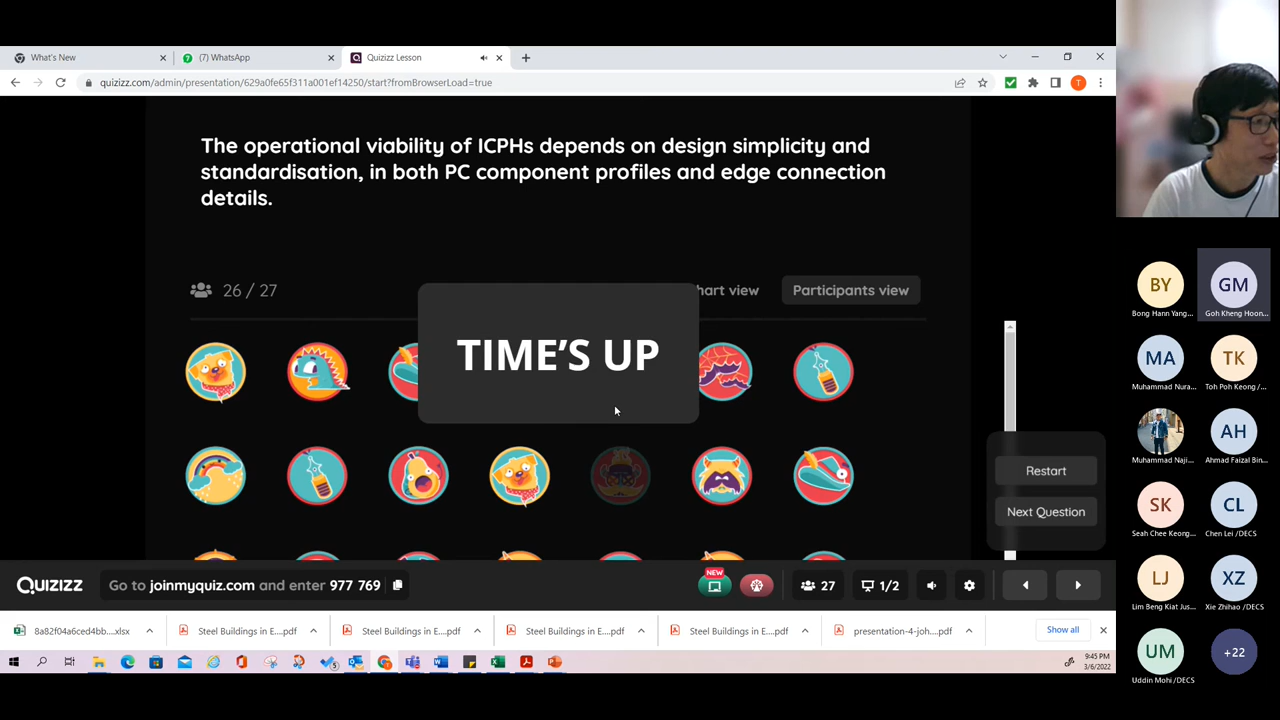 What's New
(7) WhatsApp
Quizizz Lesson
quizizz.com/admin/presentation/629a0fe65f311a001ef14250/start?fromBrowserLoad=true
T
The operational viability of ICPHs depends on design simplicity and
standardisation, in both PC component profiles and edge connection
details.
26 / 27
hart view
Participants view
TIME'S UP
Restart
Next Question
QUIZIZZ
Go to joinmyquiz.com and enter 977 769
NEW
27
1/2
8a82f04a6ced4bb....xlsx
Steel Buildings in E....pdf
Steel Buildings in E....pdf
Steel Buildings in E....pdf
Steel Buildings in E....pdf
presentation-4-joh....pdf
Show all
9:45 PM
3/6/2022
BY
Bong Hann Yang...
GM
Goh Kheng Hoon...
MA
Muhammad Nura...
TK
Toh Poh Keong /...
Muhammad Naji...
AH
Ahmad Faizal Bin...
SK
Seah Chee Keong...
CL
Chen Lei /DECS
LJ
Lim Beng Kiat Jus...
XZ
Xie Zhihao /DECS
UM
Uddin Mohi /DECS
+22